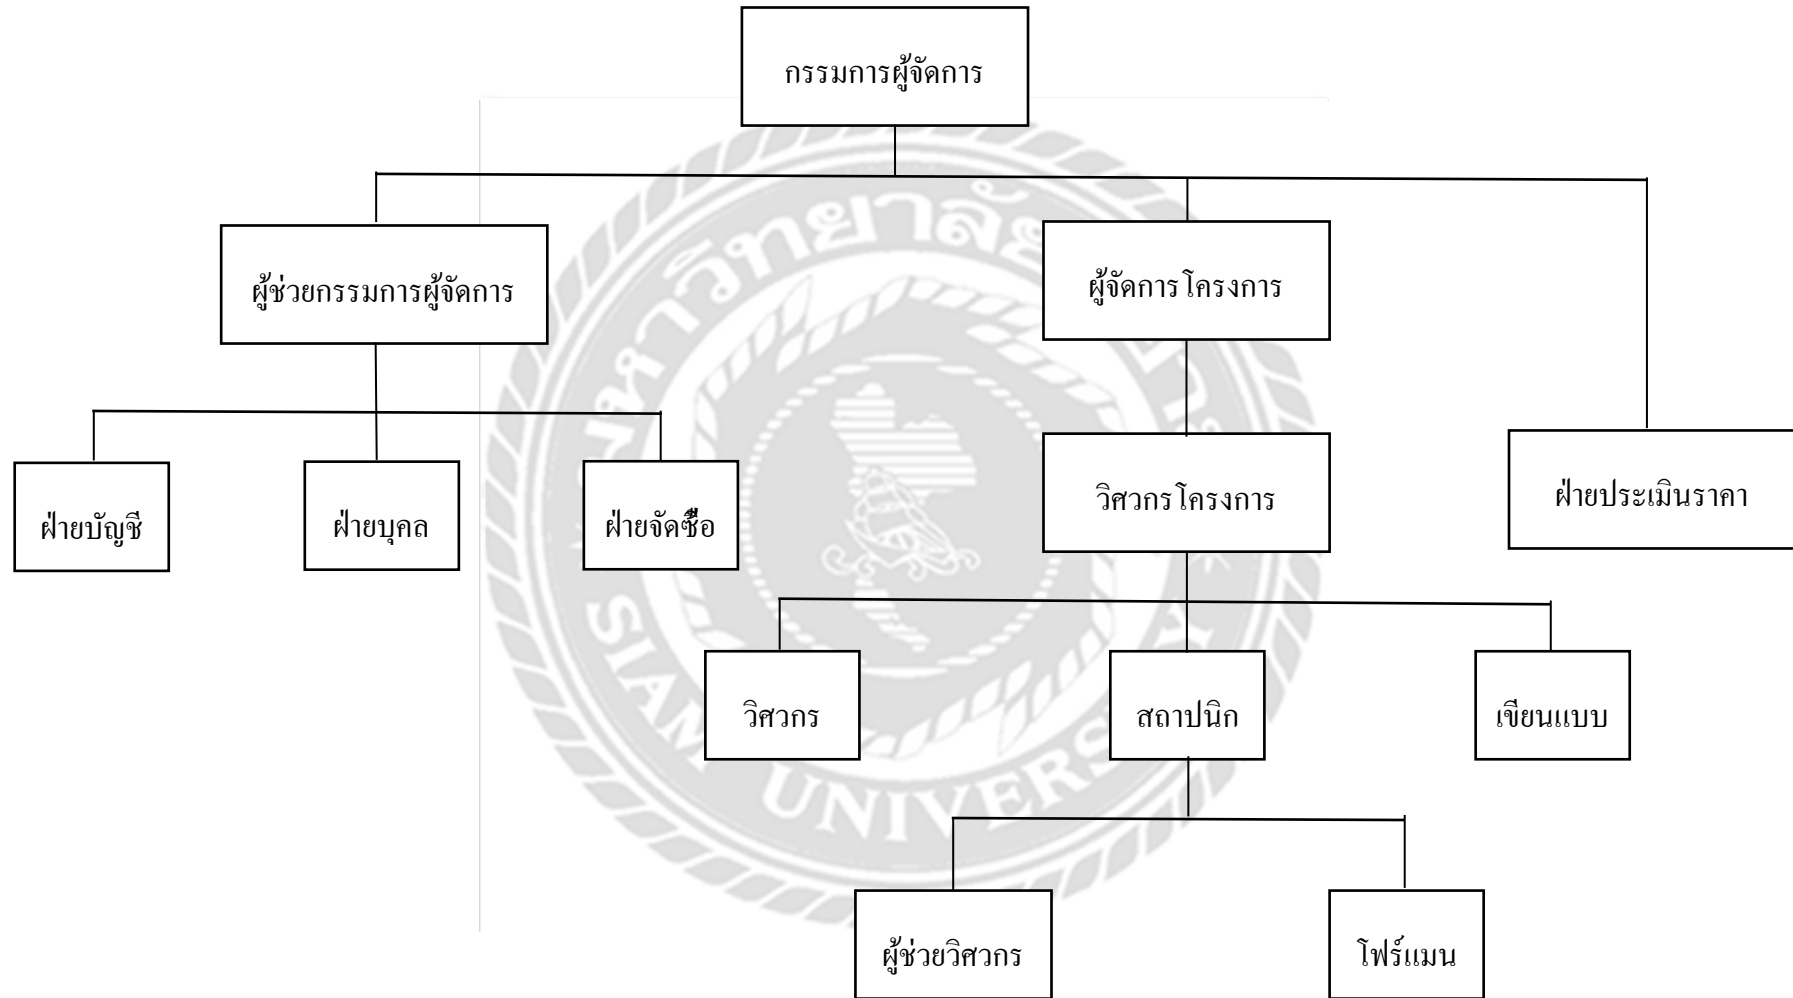 กรรมการผู้จัดการ
ผู้ช่วยกรรมการผู้จัดการ
ผู้จัดการโครงการ
ฝ่ายบัญชี
ฝ่ายบุคล
ฝ่ายจัดซื้อ
วิศวกรโครงการ
ฝ่ายประเมินราคา
วิศวกร
สถาปนิก
เขียนแบบ
ผู้ช่วยวิศวกร
โฟร์แมน
SIAM UNIVERS Y